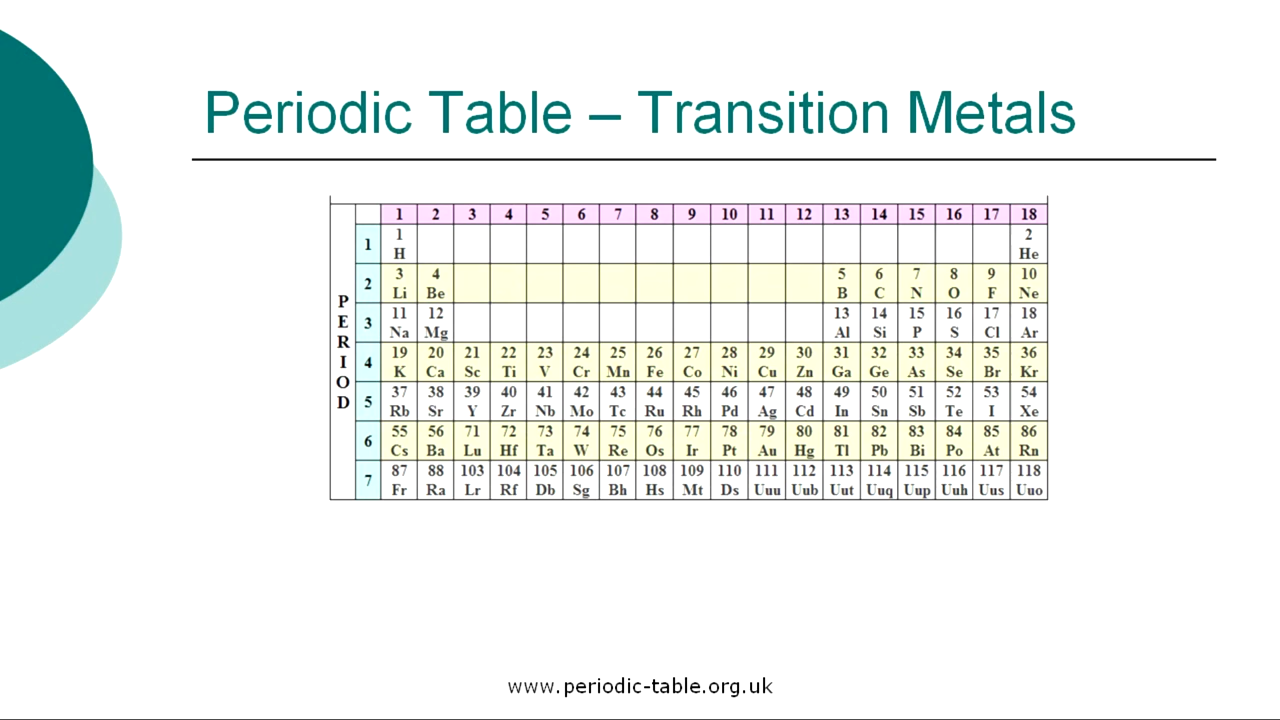 Periodic Table – Transition Metals
1 2 3 4 5 6 7 8 9 10 11 12 13 14 15 16 17 18
1 1 2
H He
2 3 4 5 6 7 8 9 10
Li Be B C N O F Ne
3 11 12 13 14 15 16 17 18
Na Mg Al Si P S Cl Ar
PERIOD
4 19 20 21 22 23 24 25 26 27 28 29 30 31 32 33 34 35 36
K Ca Sc Ti V Cr Mn Fe Co Ni Cu Zn Ga Ge As Se Br Kr
5 37 38 39 40 41 42 43 44 45 46 47 48 49 50 51 52 53 54
Rb Sr Y Zr Nb Mo Tc Ru Rh Pd Ag Cd In Sn Sb Te I Xe
6 55 56 71 72 73 74 75 76 77 78 79 80 81 82 83 84 85 86
Cs Ba Lu Hf Ta W Re Os Ir Pt Au Hg Tl Pb Bi Po At Rn
7 87 88 103 104 105 106 107 108 109 110 111 112 113 114 115 116 117 118
Fr Ra Lr Rf Db Sg Bh Hs Mt Ds Uuu Uub Uut Uuq Uup Uuh Uus Uuo
www.periodic-table.org.uk